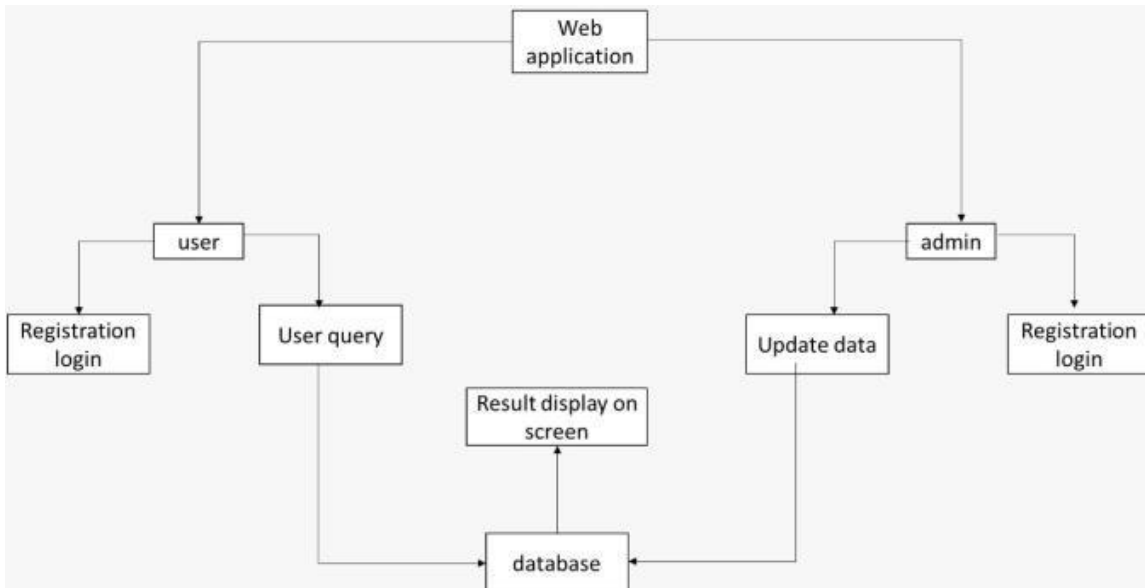 Web
application
user
admin
Registration
login
User query
Update data
Registration
login
Result display on
screen
database